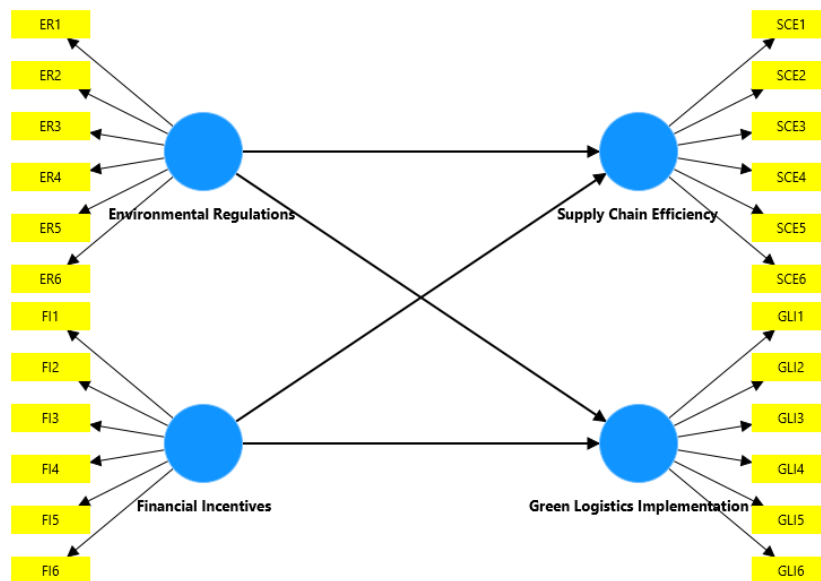 ER1
SCE1
ER2
SCE2
ER3
SCE3
ER4
SCE4
Environmental Regulations
Supply Chain Efficiency
ER5
SCE5
ER6
SCE6
FI1
GLI1
FI2
GLI2
FI3
GLI3
FI4
GLI4
Financial Incentives
Green Logistics Implementation
FI5
GLI5
FI6
GLI6